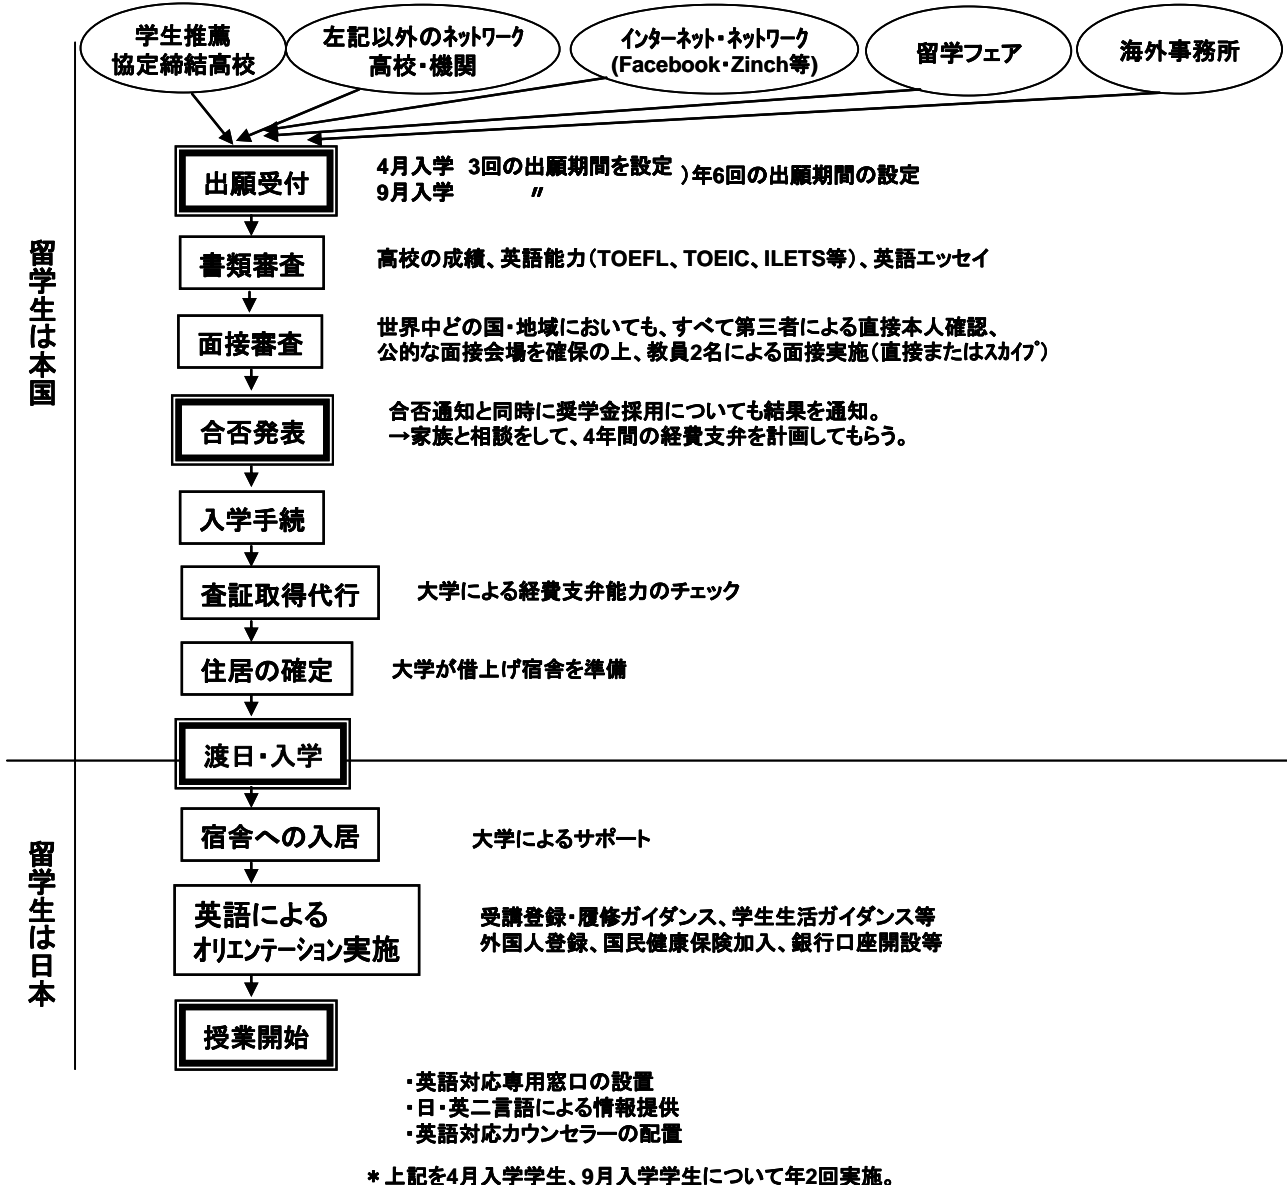 学生推薦
協定締結高校
左記以外のネットワーク
高校・機関
インターネット・ネットワーク
(Facebook・Zinch等)
留学フェア
海外事務所
留学生は本国
出願受付
4月入学 3回の出願期間を設定
9月入学 〃
)年6回の出願期間の設定
書類審査
高校の成績、英語能力(TOEFL、TOEIC、ILETS等)、英語エッセイ
面接審査
世界中どの国・地域においても、すべて第三者による直接本人確認、
公的な面接会場を確保の上、教員2名による面接実施(直接またはスカイプ)
合否発表
合否通知と同時に奨学金採用についても結果を通知。
→家族と相談をして、4年間の経費支弁を計画してもらう。
入学手続
査証取得代行
大学による経費支弁能力のチェック
住居の確定
大学が借上げ宿舎を準備
渡日・入学
留学生は日本
宿舎への入居
大学によるサポート
英語による
オリエンテーション実施
受講登録・履修ガイダンス、学生生活ガイダンス等
外国人登録、国民健康保険加入、銀行口座開設等
授業開始
・英語対応専用窓口の設置
・日・英二言語による情報提供
・英語対応カウンセラーの配置
＊上記を4月入学学生、9月入学学生について年2回実施。